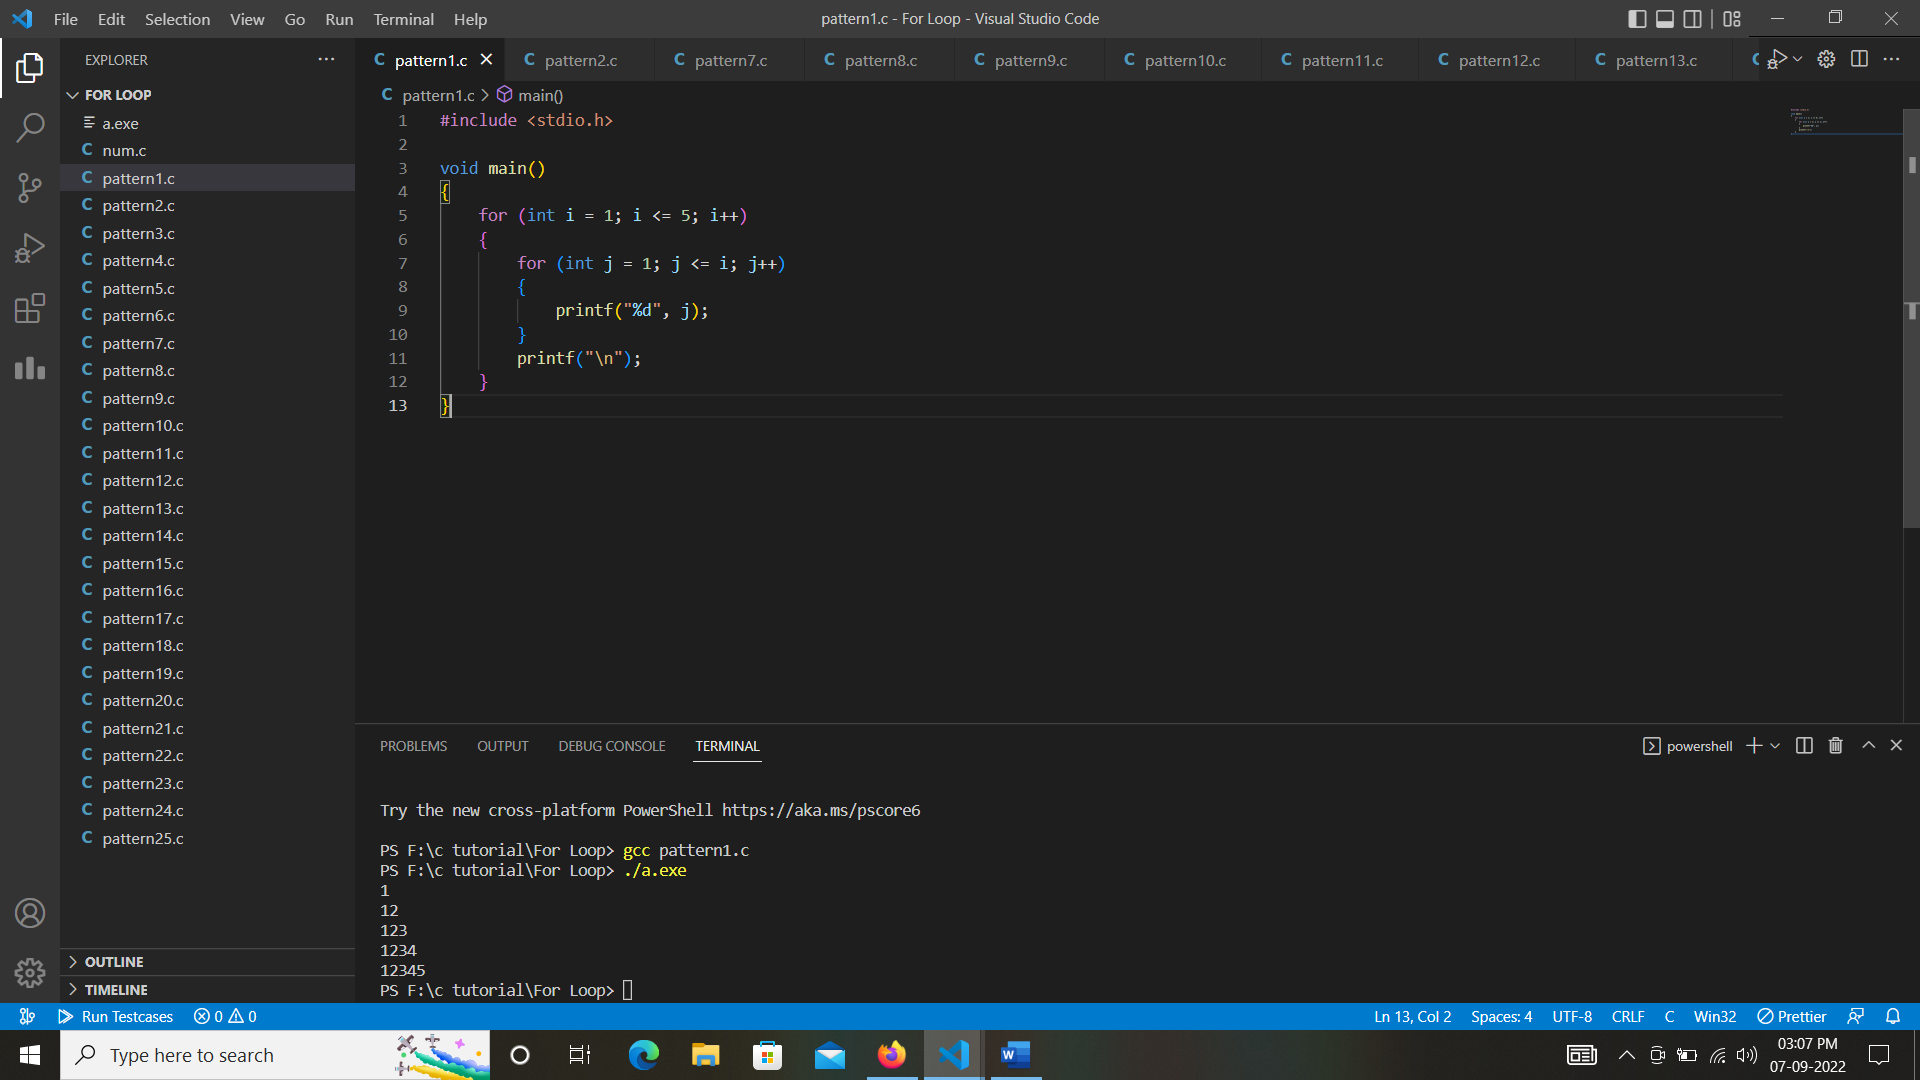 File Edit Selection View Go Run Terminal Help
pattern1.c - For Loop - Visual Studio Code
EXPLORER
FOR LOOP
a.exe
C num.c
C pattern1.c
C pattern2.c
C pattern3.c
C pattern4.c
C pattern5.c
C pattern6.c
C pattern7.c
C pattern8.c
C pattern9.c
C pattern10.c
C pattern11.c
C pattern12.c
C pattern13.c
C pattern14.c
C pattern15.c
C pattern16.c
C pattern17.c
C pattern18.c
C pattern19.c
C pattern20.c
C pattern21.c
C pattern22.c
C pattern23.c
C pattern24.c
C pattern25.c
OUTLINE
TIMELINE
C pattern1.c C pattern2.c C pattern7.c C pattern8.c C pattern9.c C pattern10.c C pattern11.c C pattern12.c C pattern13.c
C pattern1.c > main()
1 #include <stdio.h>
2
3 void main()
4 {
5 for (int i = 1; i <= 5; i++)
6 {
7 for (int j = 1; j <= i; j++)
8 {
9 printf("%d", j);
10 }
11 printf("\n");
12 }
13 }
PROBLEMS OUTPUT DEBUG CONSOLE TERMINAL
powershell
Try the new cross-platform PowerShell https://aka.ms/pscore6
PS F:\c tutorial\For Loop> gcc pattern1.c
PS F:\c tutorial\For Loop> ./a.exe
1
12
123
1234
12345
PS F:\c tutorial\For Loop>
Run Testcases 0 0
Ln 13, Col 2 Spaces: 4 UTF-8 CRLF C Win32 Prettier
Type here to search
03:07 PM
07-09-2022